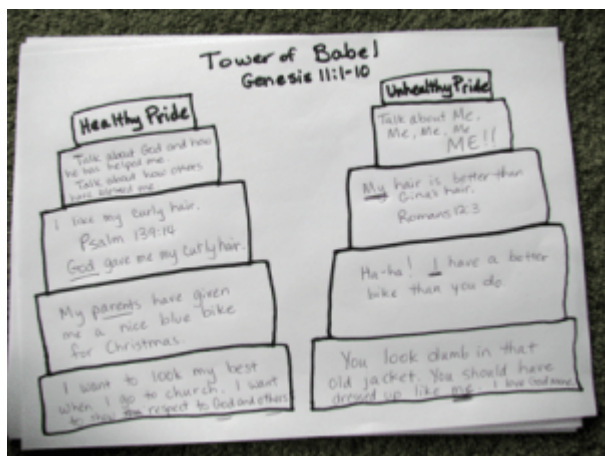 Tower of Babel
Genesis 11:1-10
Healthy Pride
Talk about God and how
he has helped me.
Talk about how others
have blessed me
I like my curly hair.
Psalm 139:14
God gave me my curly hair.
My parents have given
me a nice blue bike
for Christmas.
I want to look my best
when I go to church. I want
to show respect to God and others
Unhealthy Pride
Talk about Me,
Me, Me, Me
ME!!
My hair is better than
Gina's hair.
Romans 12:3
Ha-ha! I have a better
bike than you do.
You look dumb in that
old jacket. You should have
dressed up like me. I love God more.